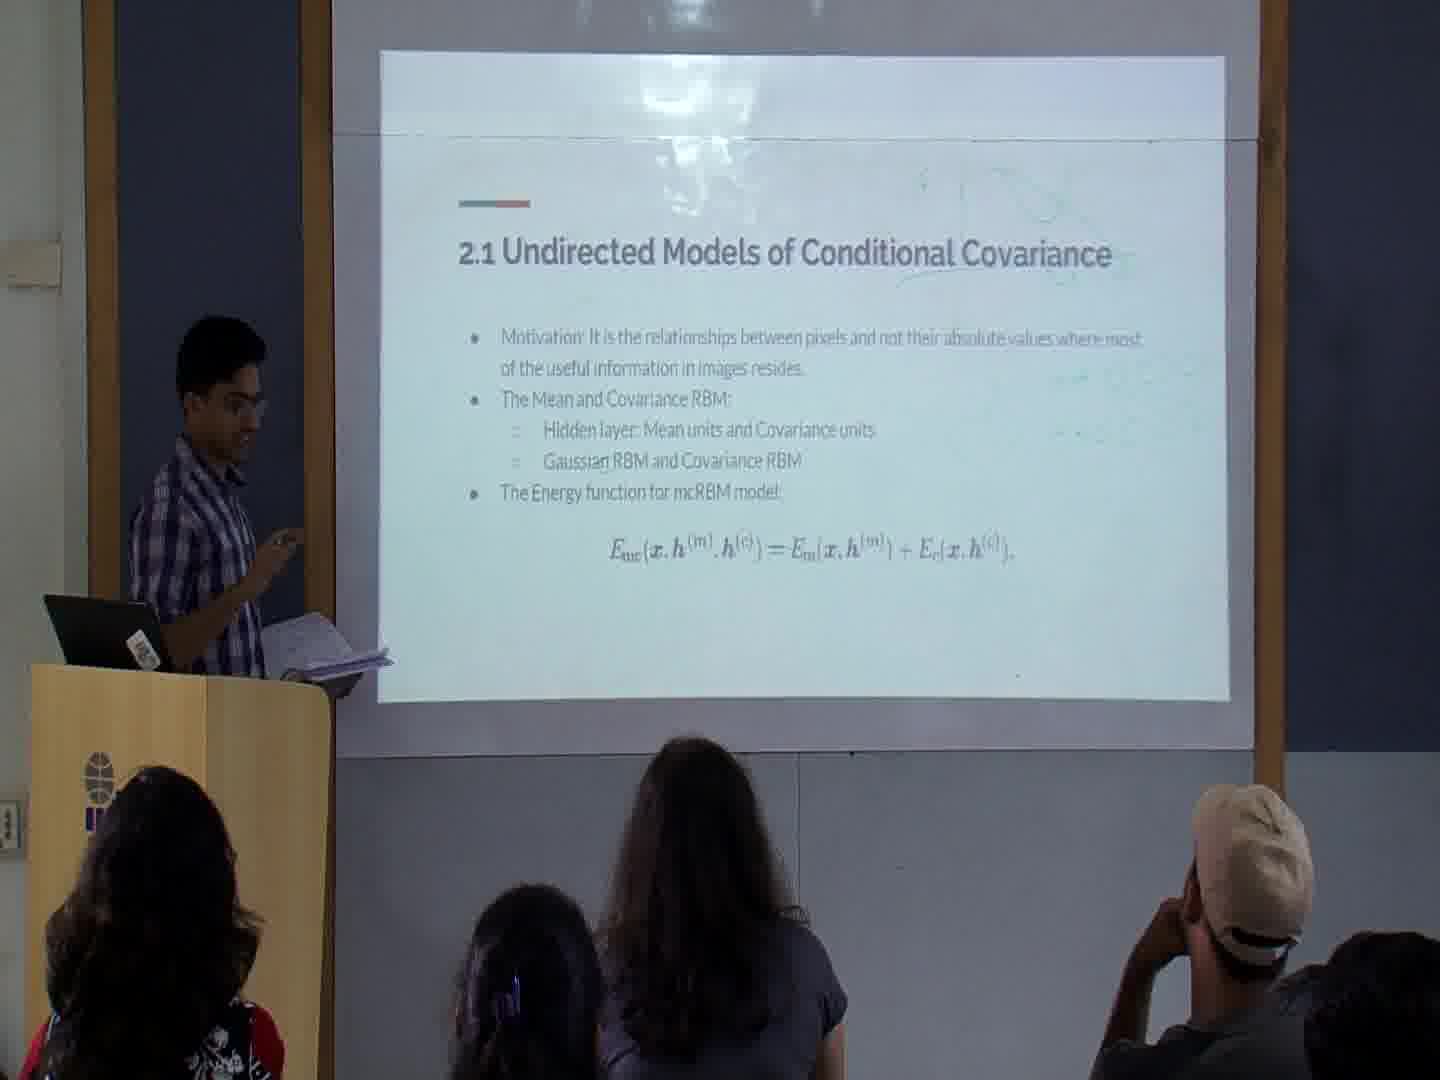 2.1 Undirected Models of Conditional Covariance
● Motivation: It is the relationships between pixels and not their absolute values where most
of the useful information in images resides.
● The Mean and Covariance RBM:
○ Hidden layer: Mean units and Covariance units
○ Gaussian RBM and Covariance RBM
● The Energy function for mcRBM model:
E_mc(x, h^(m), h^(c)) = E_m(x, h^(m)) + E_c(x, h^(c)),